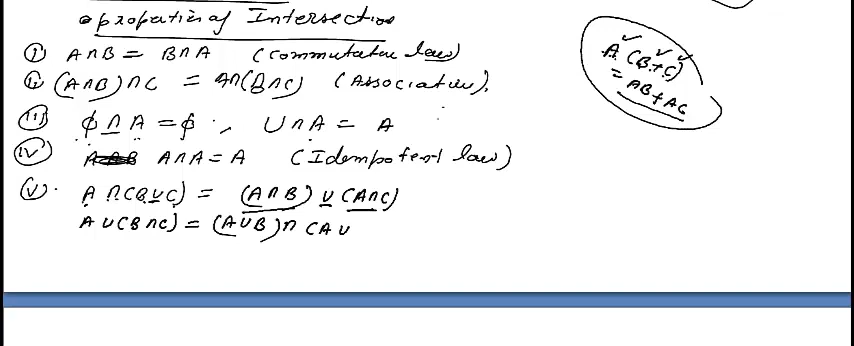 properties of Intersection
(i) A∩B = B∩A (Commutative law)
(ii) (A∩B)∩C = A∩(B∩C) (Associative).
(iii) ϕ∩A = ϕ , U∩A = A
(iv) A∩A = A (Idempotent law)
(v). A∩(B∪C) = (A∩B)∪(A∩C)
A∪(B∩C) = (A∪B)∩(A∪
A.(B+C)
= AB+AC